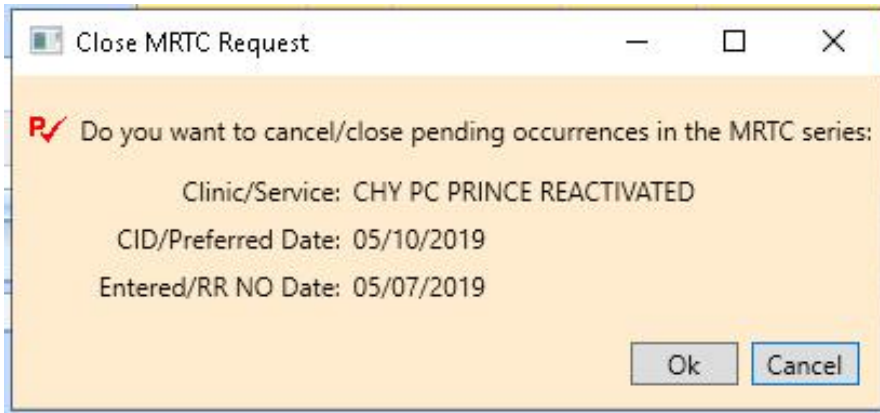 Close MRTC Request
P Do you want to cancel/close pending occurrences in the MRTC series:
Clinic/Service: CHY PC PRINCE REACTIVATED
CID/Preferred Date: 05/10/2019
Entered/RR NO Date: 05/07/2019
Ok Cancel